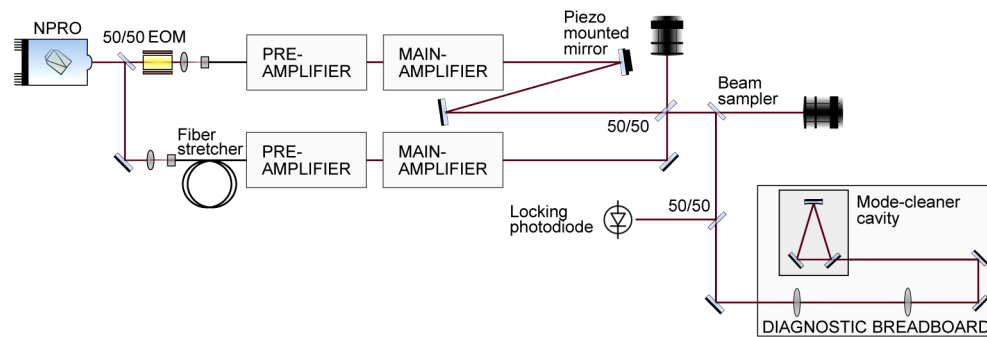 NPRO
50/50
EOM
PRE-
AMPLIFIER
MAIN-
AMPLIFIER
Piezo
mounted
mirror
Beam
sampler
50/50
Fiber
stretcher
PRE-
AMPLIFIER
MAIN-
AMPLIFIER
Locking
photodiode
50/50
Mode-cleaner
cavity
DIAGNOSTIC BREADBOARD